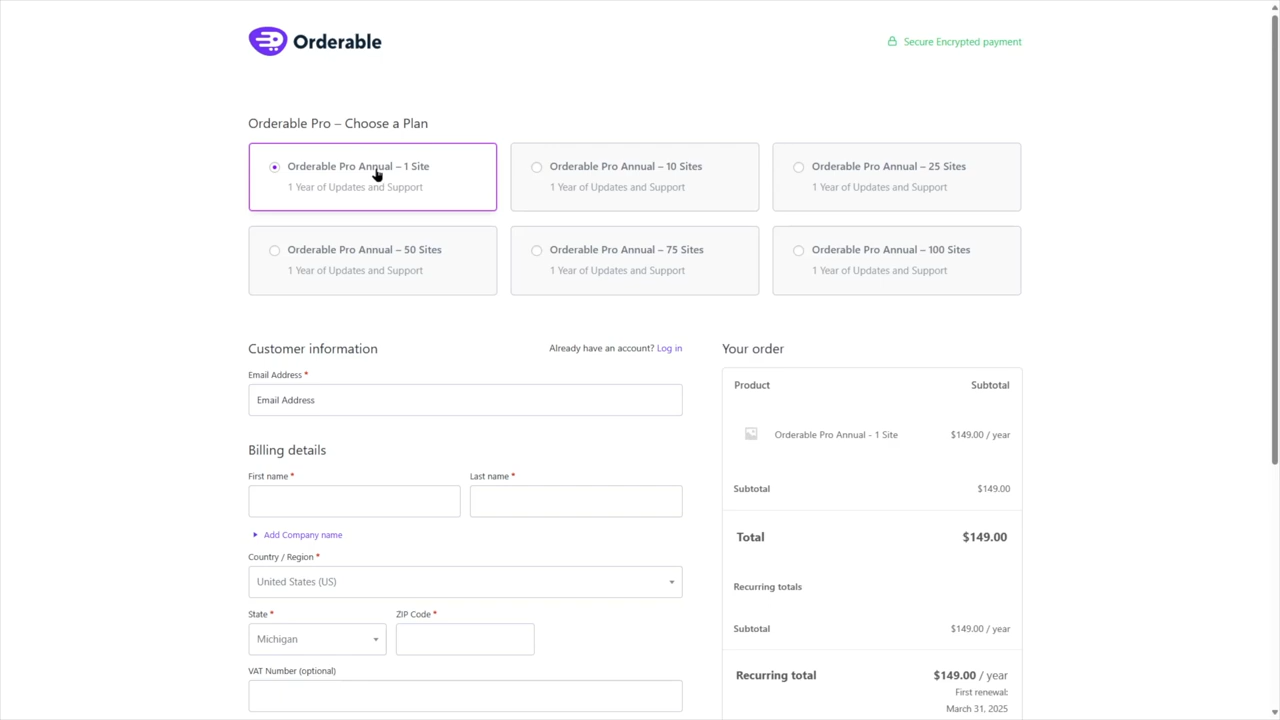 Orderable
Secure Encrypted payment
Orderable Pro – Choose a Plan
Orderable Pro Annual – 1 Site
1 Year of Updates and Support
Orderable Pro Annual – 10 Sites
1 Year of Updates and Support
Orderable Pro Annual – 25 Sites
1 Year of Updates and Support
Orderable Pro Annual – 50 Sites
1 Year of Updates and Support
Orderable Pro Annual – 75 Sites
1 Year of Updates and Support
Orderable Pro Annual – 100 Sites
1 Year of Updates and Support
Customer information
Already have an account? Log in
Email Address *
Email Address
Billing details
First name *
Last name *
Add Company name
Country / Region *
United States (US)
State *
ZIP Code *
Michigan
VAT Number (optional)
Your order
Product Subtotal
Orderable Pro Annual - 1 Site $149.00 / year
Subtotal $149.00
Total $149.00
Recurring totals
Subtotal $149.00 / year
Recurring total $149.00 / year
First renewal:
March 31, 2025